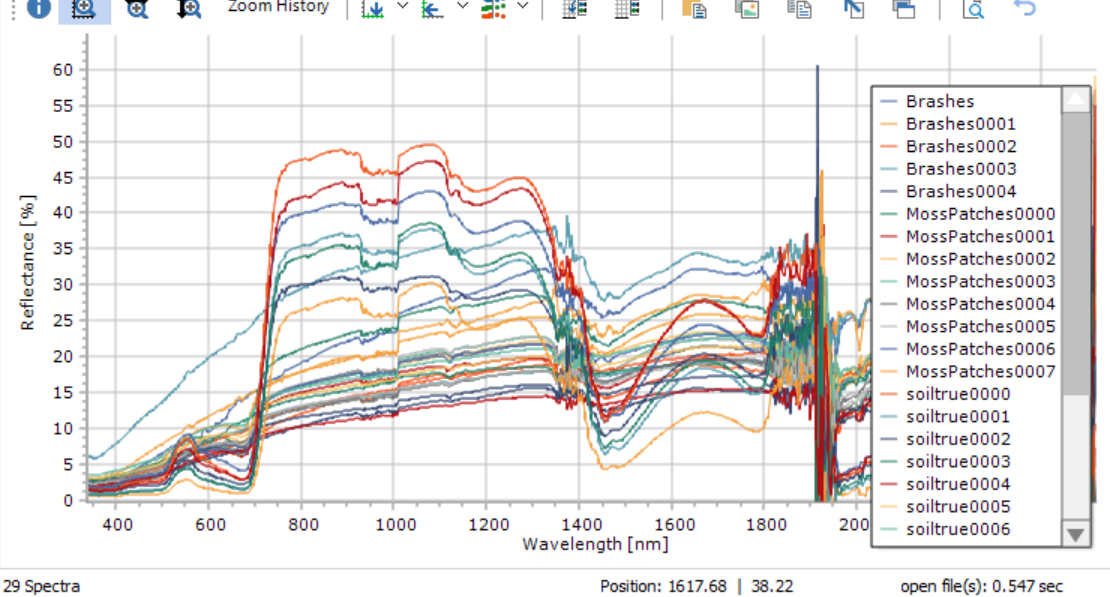 Zoom History
60
55
50
45
40
35
30
25
20
15
10
5
0
Reflectance [%]
400 600 800 1000 1200 1400 1600 1800 200
Wavelength [nm]
Brashes
Brashes0001
Brashes0002
Brashes0003
Brashes0004
MossPatches0000
MossPatches0001
MossPatches0002
MossPatches0003
MossPatches0004
MossPatches0005
MossPatches0006
MossPatches0007
soiltrue0000
soiltrue0001
soiltrue0002
soiltrue0003
soiltrue0004
soiltrue0005
soiltrue0006
29 Spectra Position: 1617.68 | 38.22 open file(s): 0.547 sec